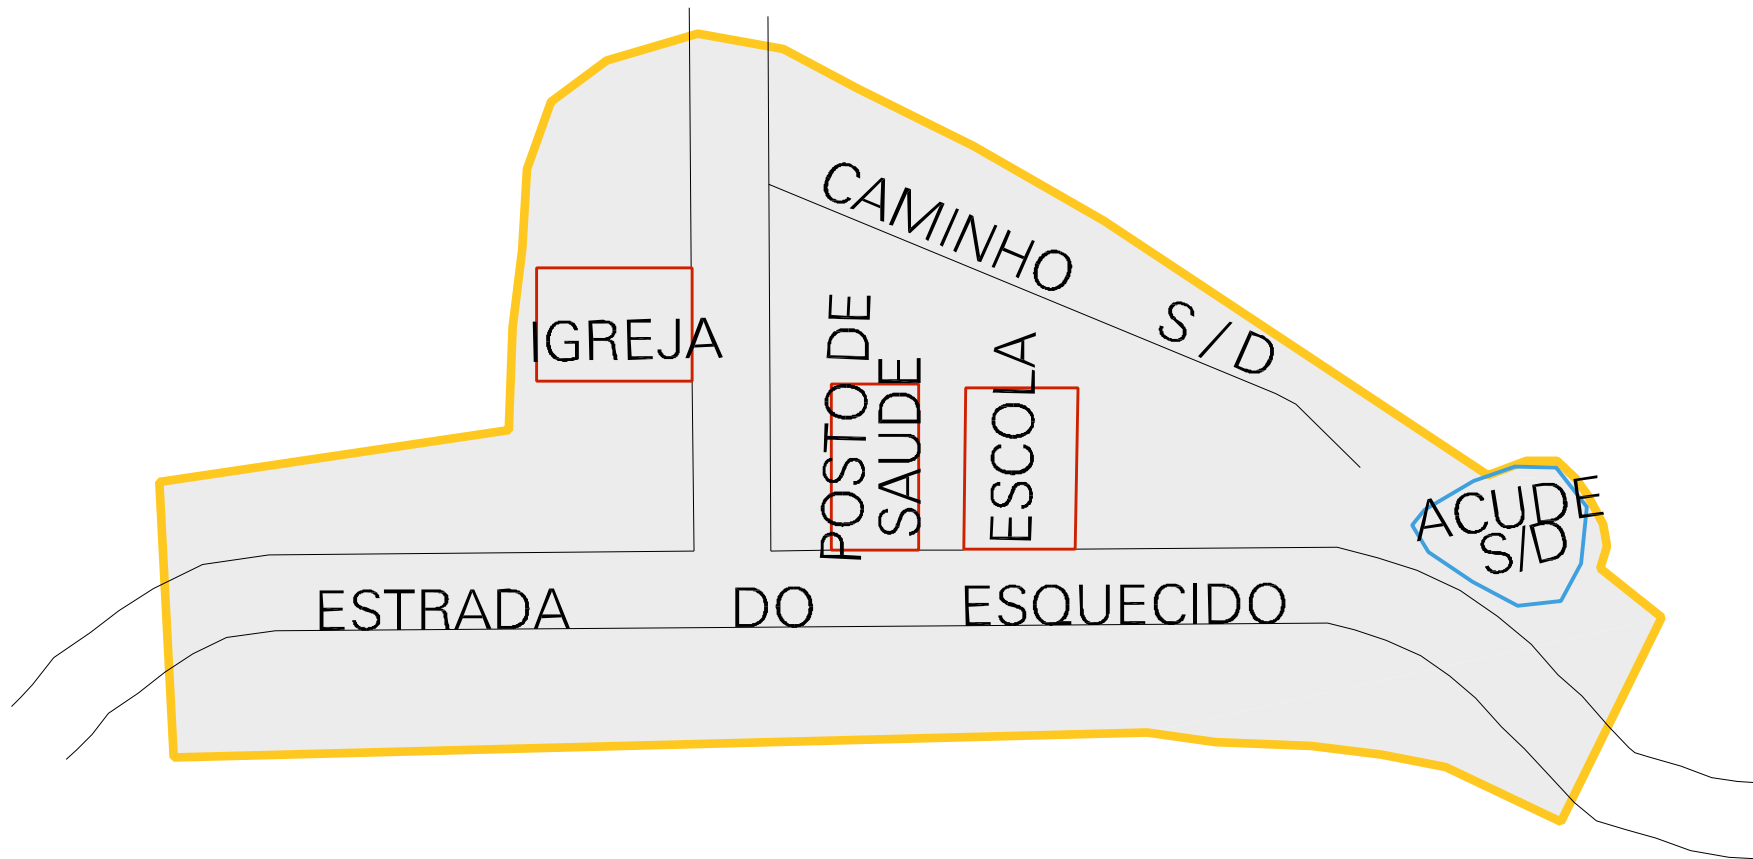 CAMINHO S/D
IGREJA
POSTO DE
SAUDE
ESCOLA
ACUDE
S/D
ESTRADA DO ESQUECIDO